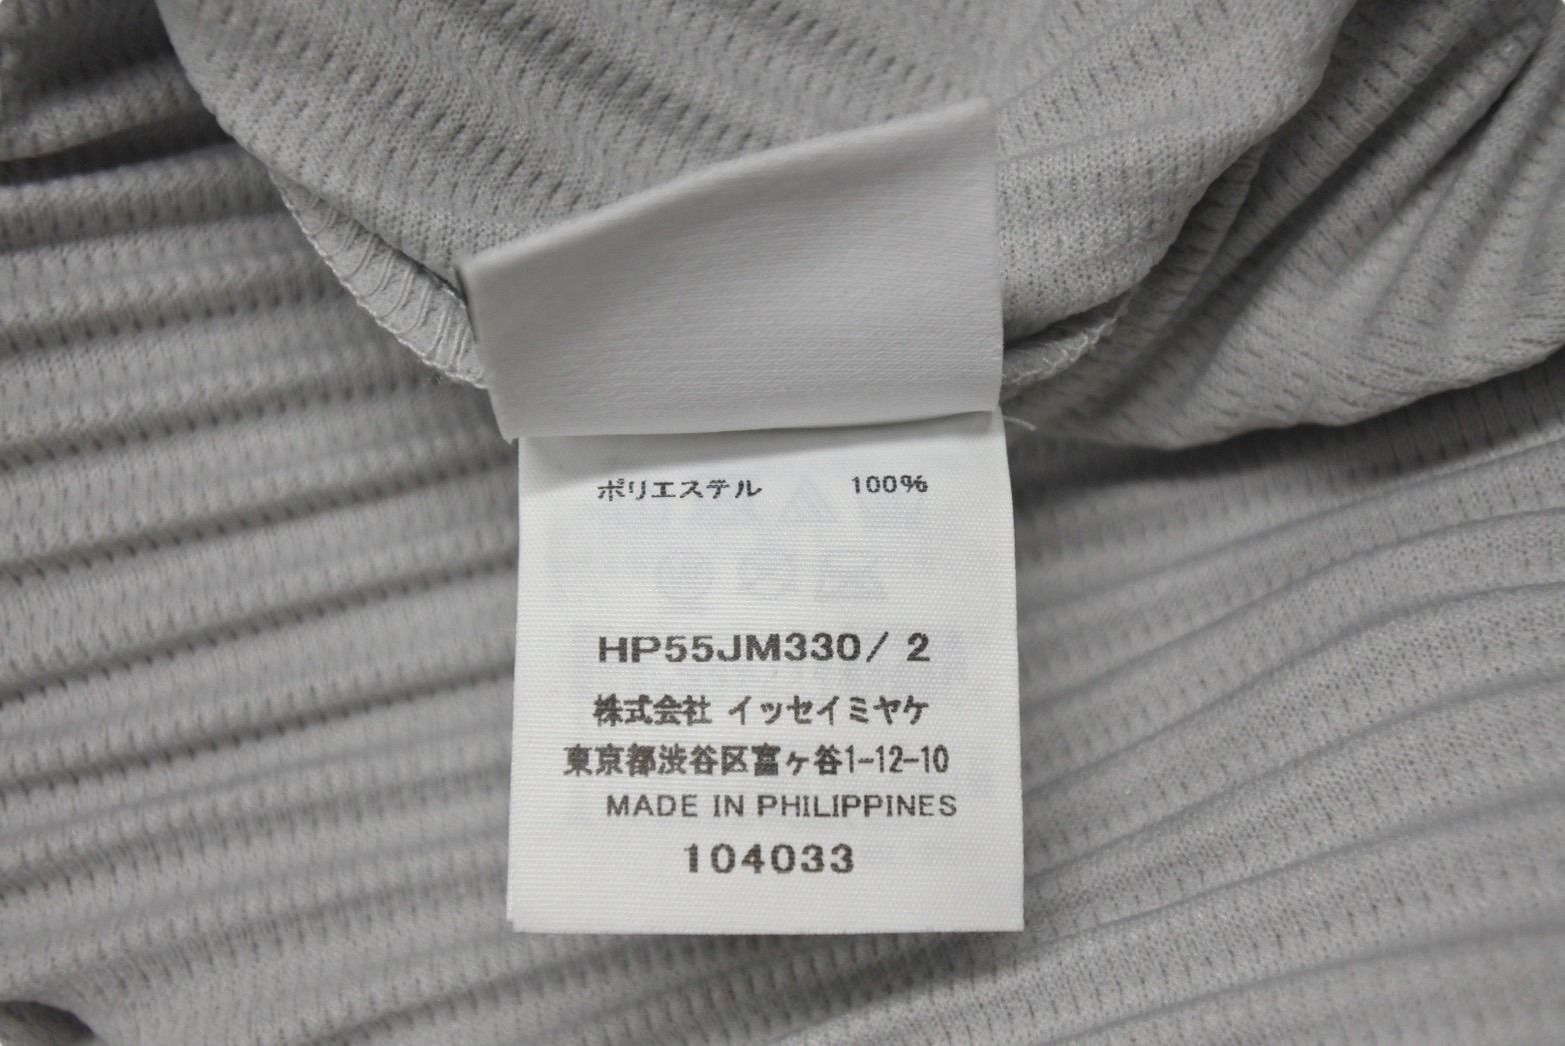 ポリエステル 100%
HP55JM330/ 2
株式会社 イッセイミヤケ
東京都渋谷区富ヶ谷1-12-10
MADE IN PHILIPPINES
104033